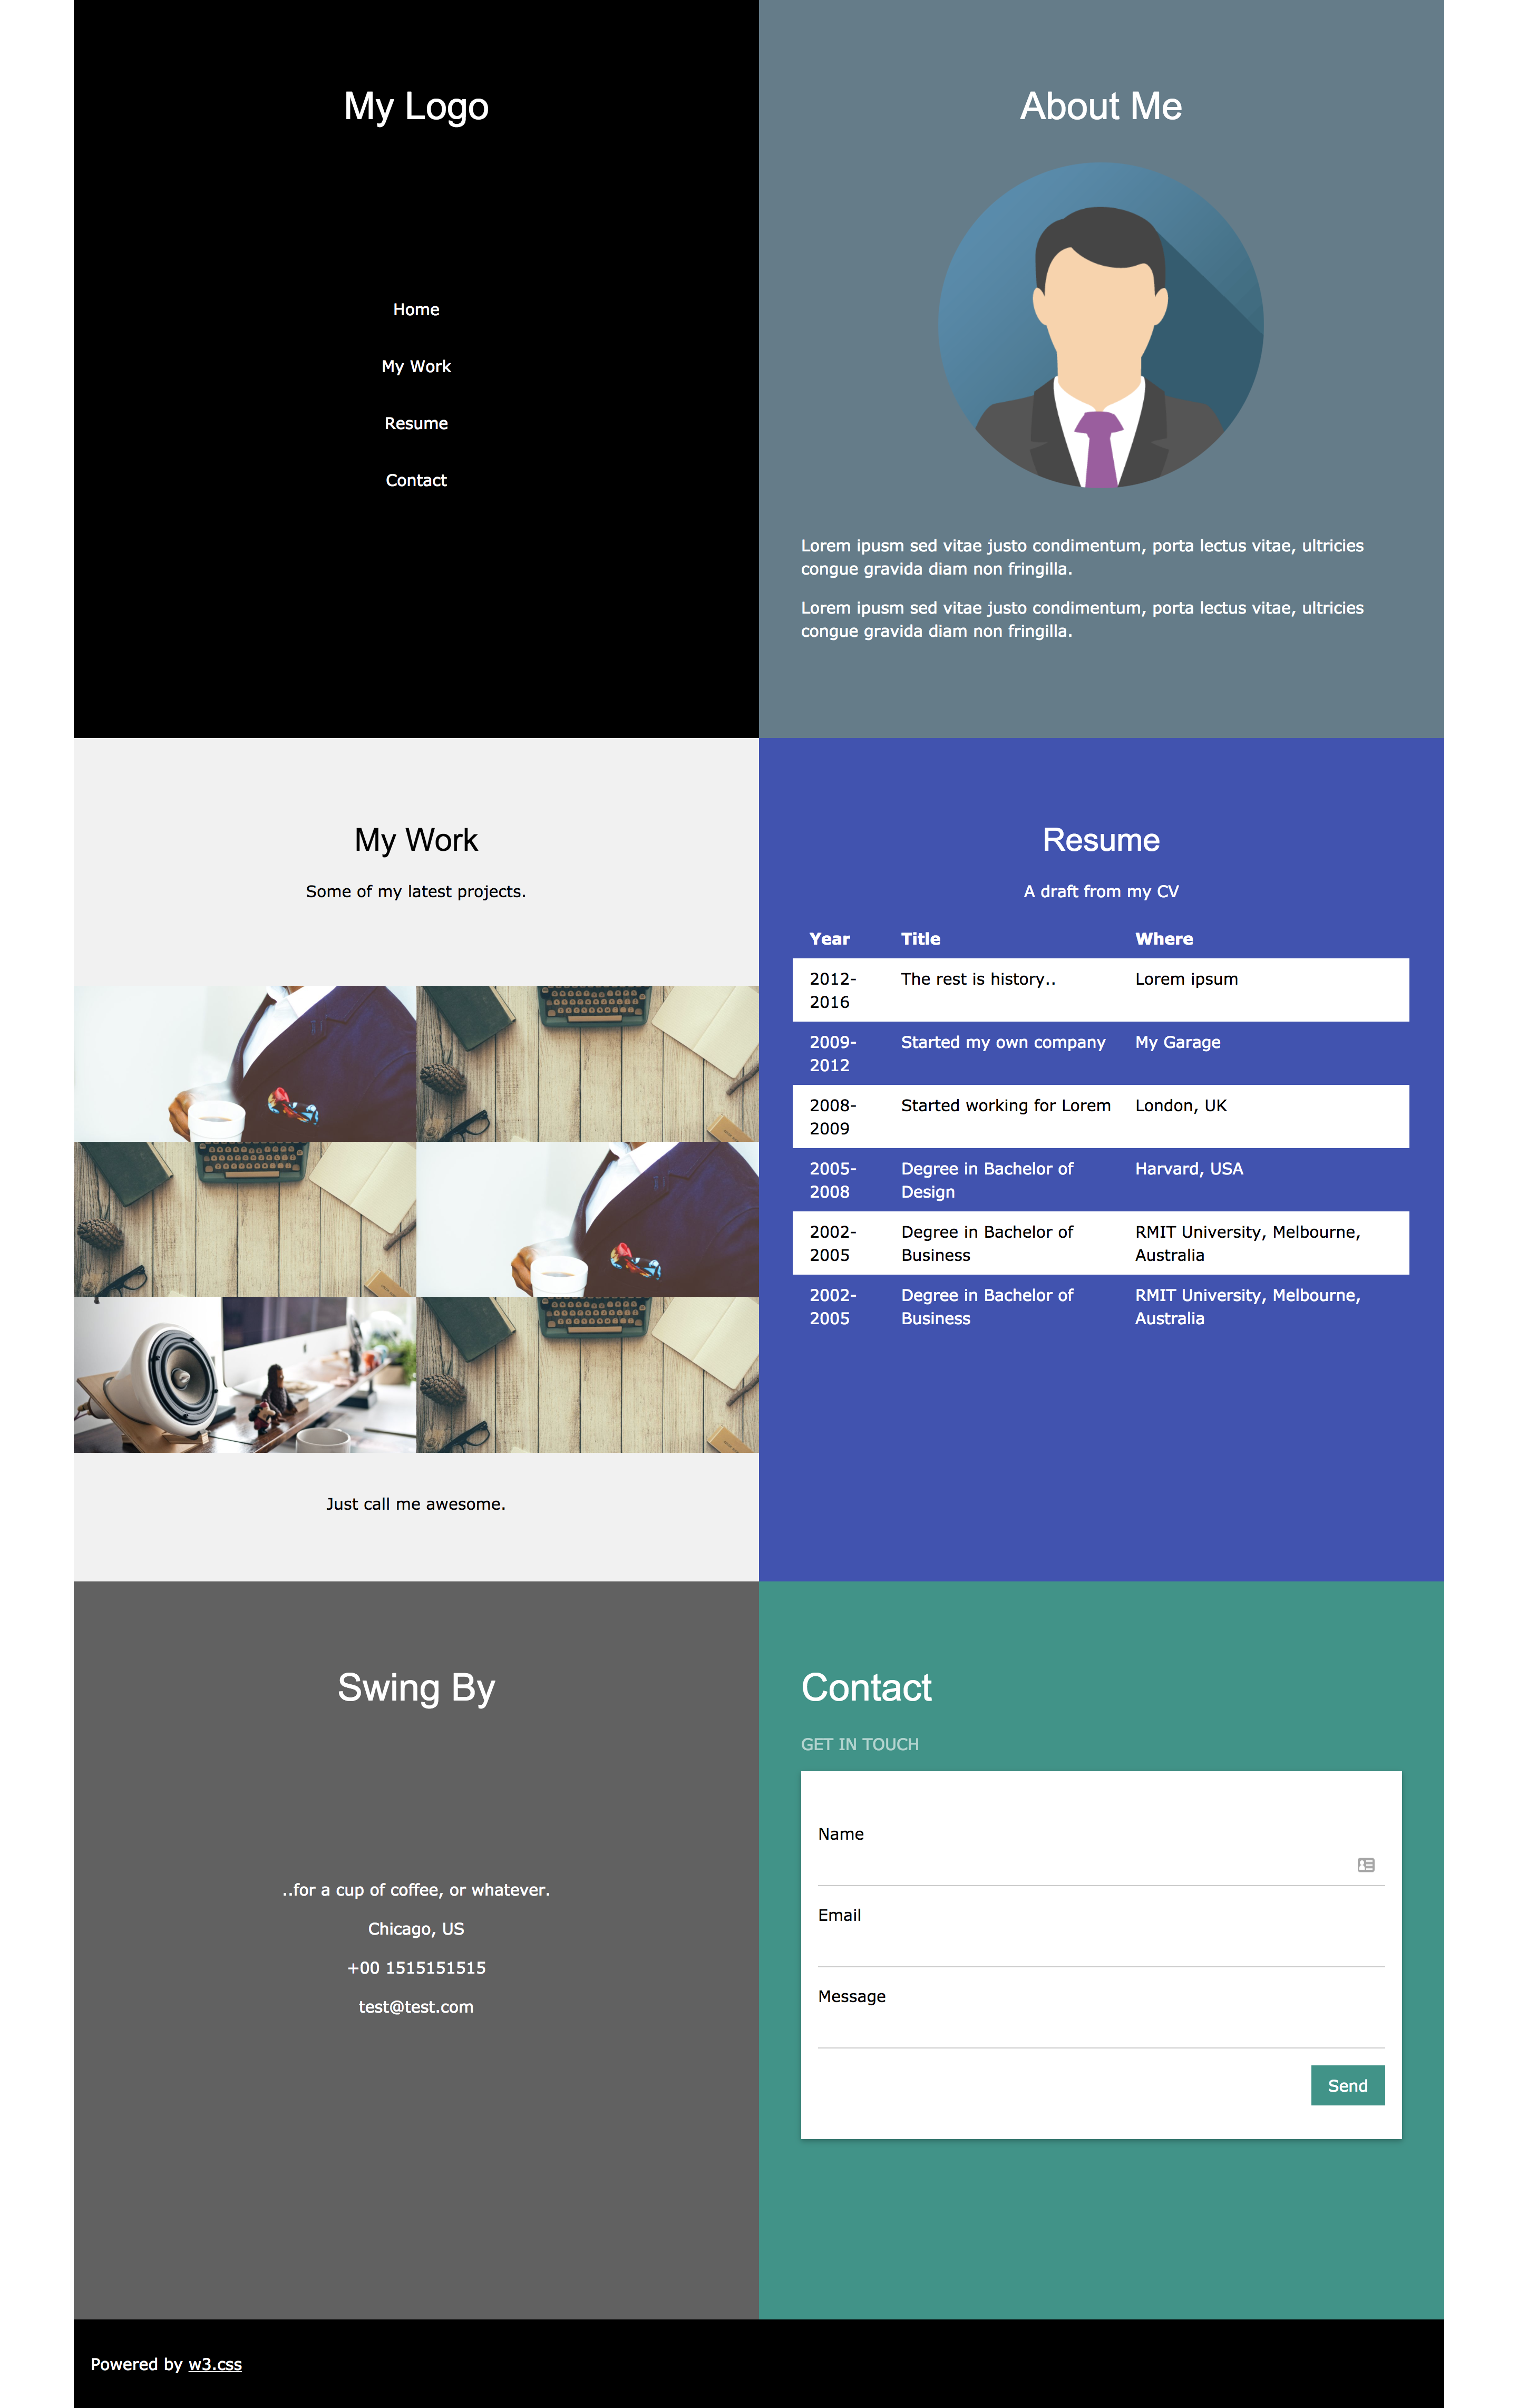 My Logo
Home
My Work
Resume
Contact
About Me
Lorem ipusm sed vitae justo condimentum, porta lectus vitae, ultricies
congue gravida diam non fringilla.
Lorem ipusm sed vitae justo condimentum, porta lectus vitae, ultricies
congue gravida diam non fringilla.
My Work
Some of my latest projects.
Just call me awesome.
Resume
A draft from my CV
Year Title Where
2012- The rest is history.. Lorem ipsum
2016
2009- Started my own company My Garage
2012
2008- Started working for Lorem London, UK
2009
2005- Degree in Bachelor of Harvard, USA
2008 Design
2002- Degree in Bachelor of RMIT University, Melbourne,
2005 Business Australia
2002- Degree in Bachelor of RMIT University, Melbourne,
2005 Business Australia
Swing By
..for a cup of coffee, or whatever.
Chicago, US
+00 1515151515
test@test.com
Contact
GET IN TOUCH
Name
Email
Message
Send
Powered by w3.css